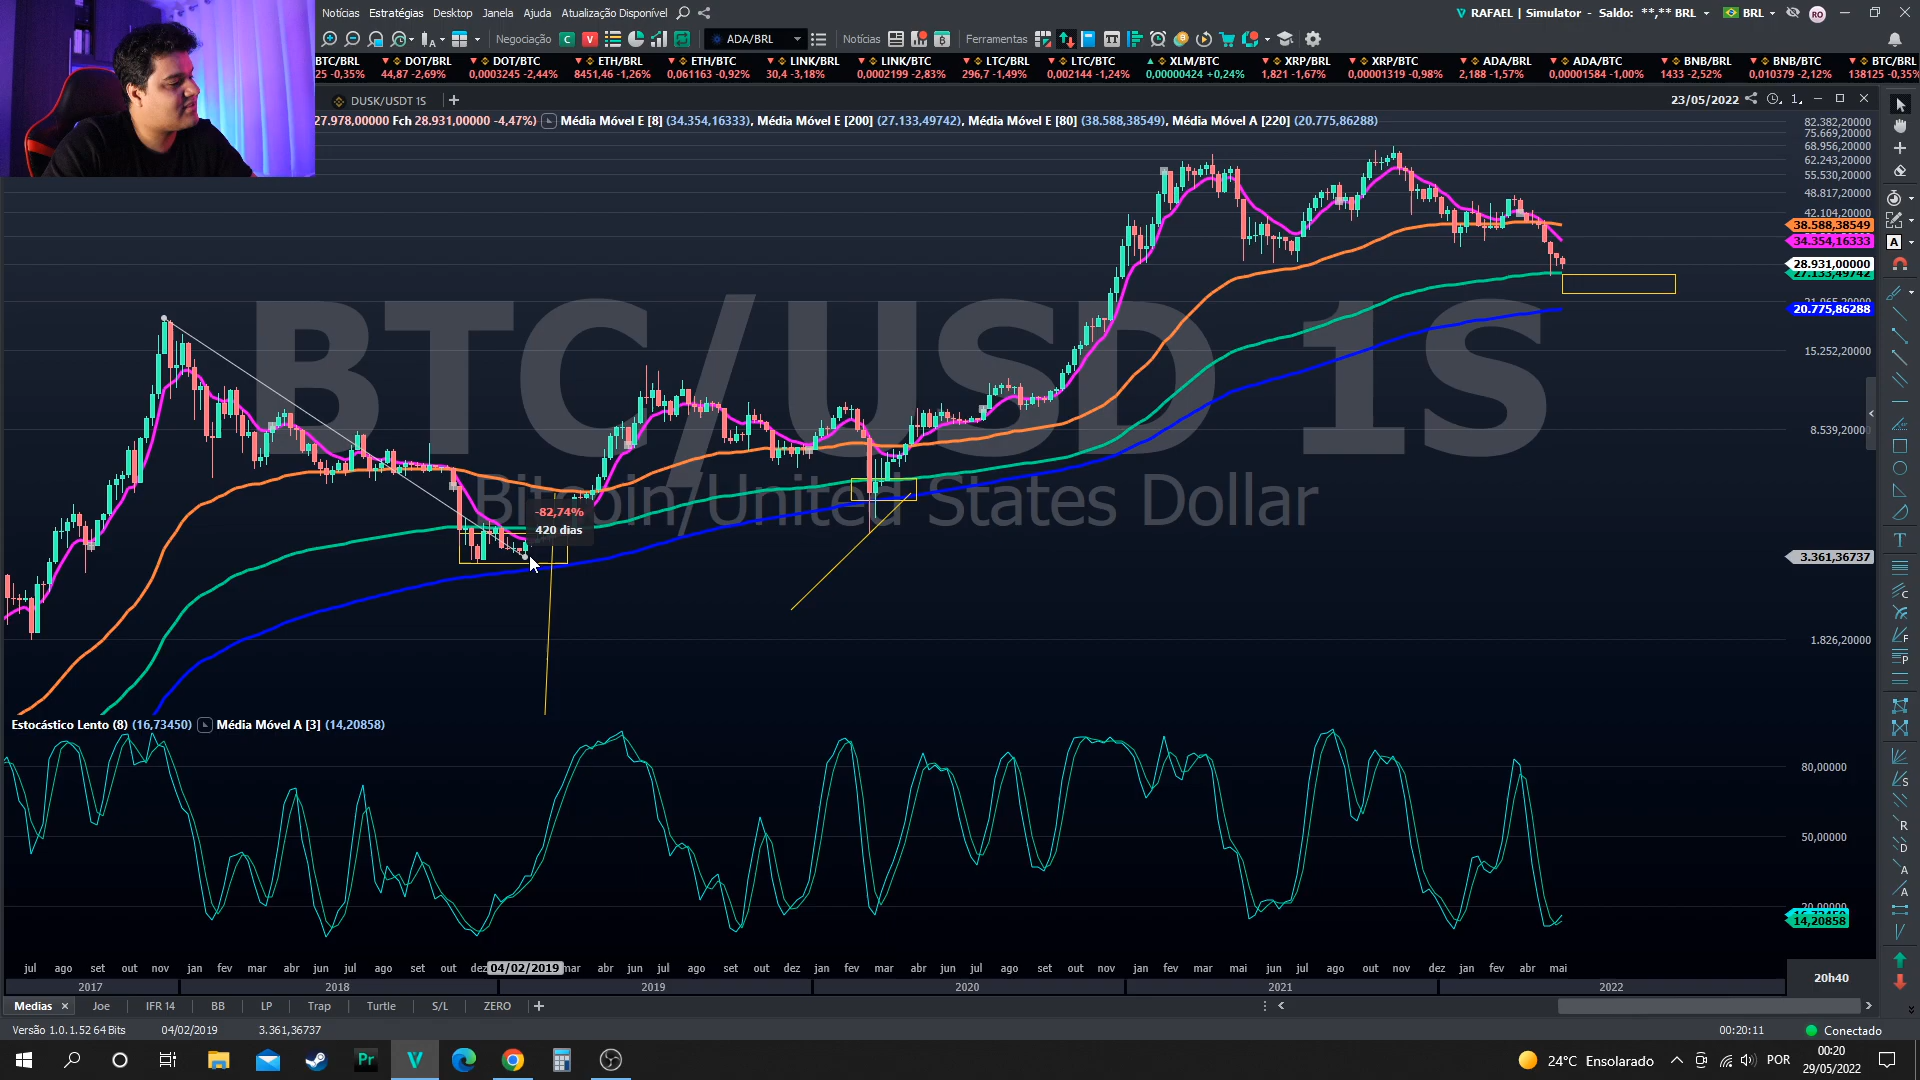 Notícias Estratégias Desktop Janela Ajuda Atualização Disponível
RAFAEL | Simulator - Saldo: **,** BRL BRL RO
Negociação C V ADA/BRL Notícias Ferramentas
BTC/BRL DOT/BRL DOT/BTC ETH/BRL ETH/BTC LINK/BRL LINK/BTC LTC/BRL LTC/BTC XLM/BTC XRP/BRL XRP/BTC ADA/BRL ADA/BTC BNB/BRL BNB/BTC BTC/BRL
25 -0,35% 44,87 -2,69% 0,0003245 -2,44% 8451,46 -1,26% 0,061163 -0,92% 30,4 -3,18% 0,0002199 -2,83% 296,7 -1,49% 0,002144 -1,24% 0,00000424 +0,24% 1,821 -1,67% 0,00001319 -0,98% 2,188 -1,57% 0,00001584 -1,00% 1433 -2,52% 0,010379 -2,12% 138125 -0,35%
DUSK/USDT 1S
23/05/2022
27.978,00000 Fch 28.931,00000 -4,47%) Média Móvel E [8] (34.354,16333), Média Móvel E [200] (27.133,49742), Média Móvel E [80] (38.588,38549), Média Móvel A [220] (20.775,86288)
82.382,20000
75.669,20000
68.956,20000
62.243,20000
55.530,20000
48.817,20000
42.104,20000
38.588,38549
34.354,16333
28.931,00000
27.133,49742
20.775,86288
15.252,20000
8.539,20000
3.361,36737
1.826,20000
BTC/USD 1S
Bitcoin/United States Dollar
-82,74%
420 dias
Estocástico Lento (8) (16,73450) Média Móvel A [3] (14,20858)
80,00000
50,00000
20,00000
14,20858
jul ago set out nov jan fev mar abr jun jul ago set out dez 04/02/2019 mar abr jun jul ago set out dez jan fev mar abr jun jul ago set out nov jan fev mar mai jun jul ago out nov dez jan fev abr mai
2017 2018 2019 2020 2021 2022
20h40
Medias Joe IFR 14 BB LP Trap Turtle S/L ZERO
Versão 1.0.1.52 64 Bits 04/02/2019 3.361,36737
00:20:11 Conectado
24°C Ensolarado POR
00:20
29/05/2022